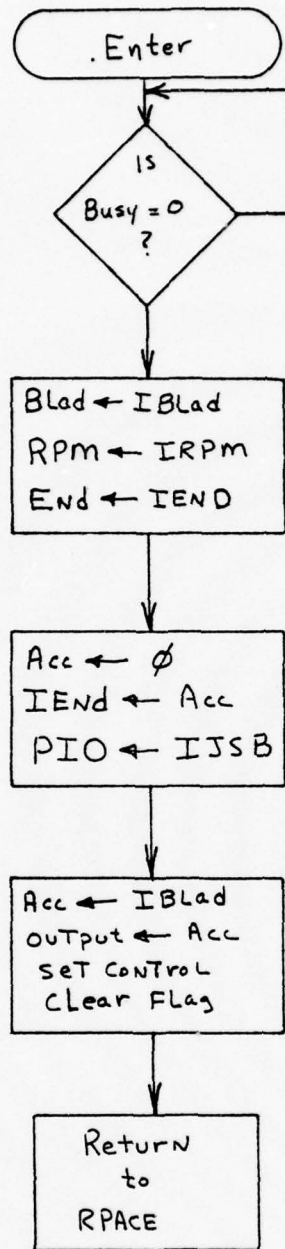 .Enter
Is
Busy = 0
?
Blad ← IBlad
RPm ← IRPm
End ← IEND
Acc ← ∅
IEnd ← Acc
PIO ← IJSB
Acc ← IBLad
ouTpuT ← Acc
seT ConTroL
Clear Flag
Return
to
RPACE